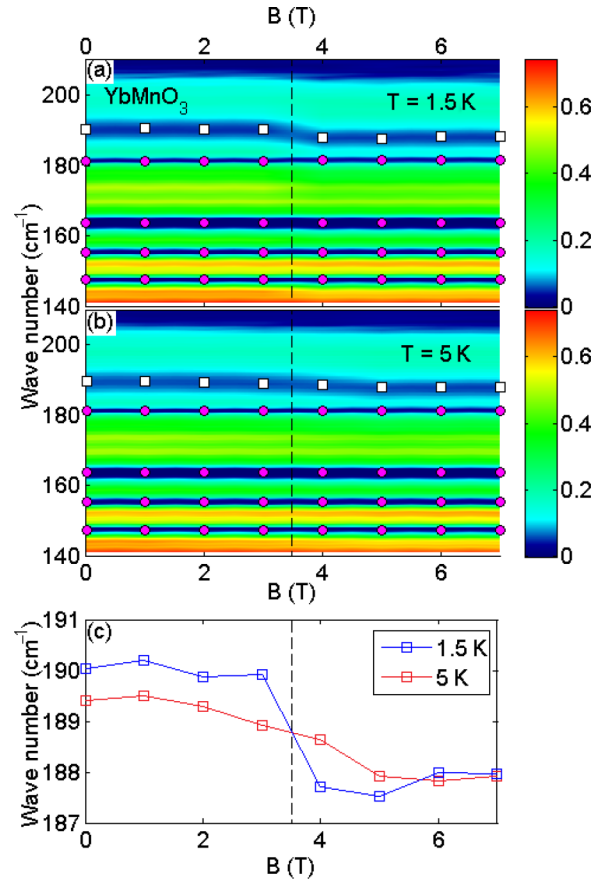 B (T)
0 2 4 6
(a)
YbMnO3
T = 1.5 K
200
180
160
140
0.6
0.4
0.2
0
(b)
T = 5 K
200
180
160
140
0.6
0.4
0.2
0
Wave number (cm–1)
0 2 4 6
B (T)
(c)
1.5 K
5 K
191
190
189
188
187
Wave number (cm–1)
0 2 4 6
B (T)